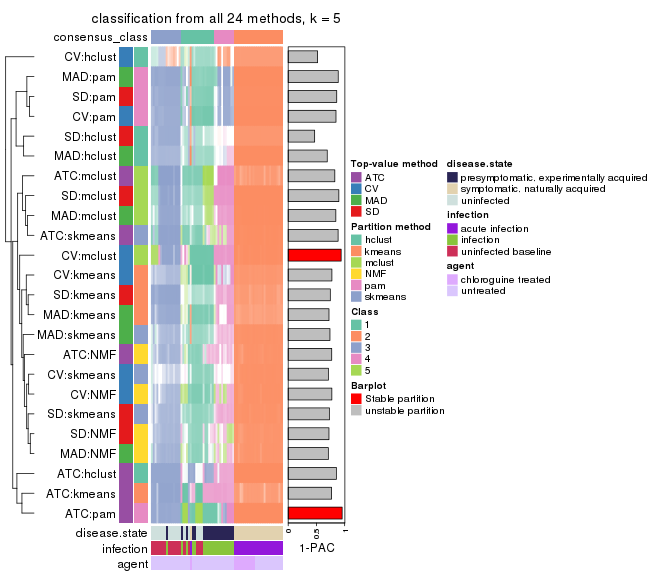 classification from all 24 methods, k = 5
consensus_class
CV:hclust
MAD:pam
SD:pam
CV:pam
SD:hclust
MAD:hclust
ATC:mclust
SD:mclust
MAD:mclust
ATC:skmeans
CV:mclust
CV:kmeans
SD:kmeans
MAD:kmeans
MAD:skmeans
ATC:NMF
CV:skmeans
CV:NMF
SD:skmeans
SD:NMF
MAD:NMF
ATC:hclust
ATC:kmeans
ATC:pam
disease.state
infection
agent
0
0.5
1
1-PAC
Top-value method
ATC
CV
MAD
SD
Partition method
hclust
kmeans
mclust
NMF
pam
skmeans
Class
1
2
3
4
5
Barplot
Stable partition
unstable partition
disease.state
presymptomatic. experimentally acquired
symptomatic. naturally acquired
uninfected
infection
acute infection
infection
uninfected baseline
agent
chloroguine treated
untreated